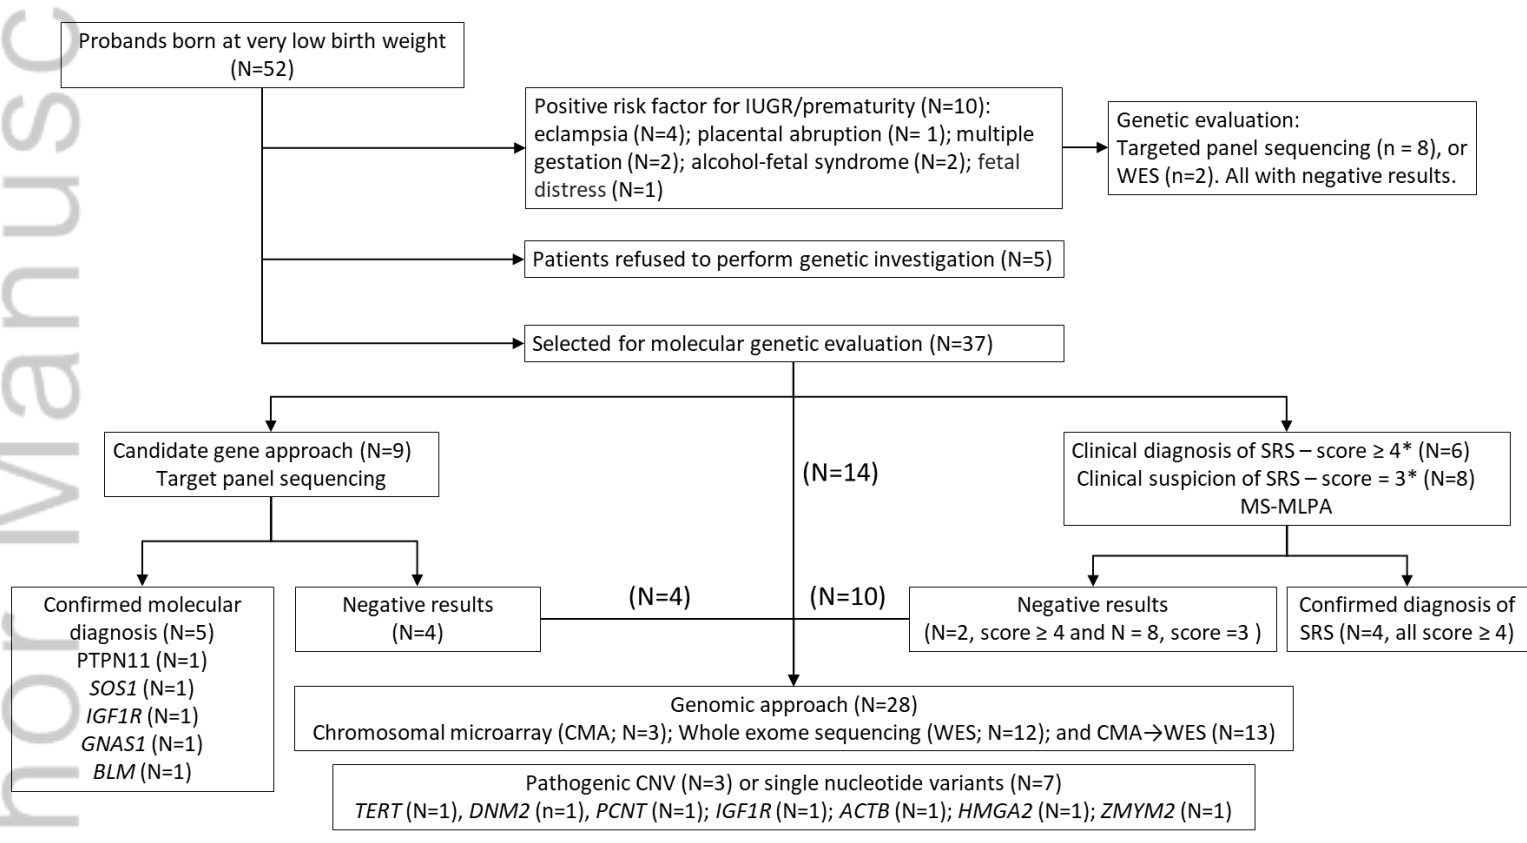 Probands born at very low birth weight
(N=52)
Positive risk factor for IUGR/prematurity (N=10):
eclampsia (N=4); placental abruption (N= 1); multiple
gestation (N=2); alcohol-fetal syndrome (N=2); fetal
distress (N=1)
Genetic evaluation:
Targeted panel sequencing (n = 8), or
WES (n=2). All with negative results.
Patients refused to perform genetic investigation (N=5)
Selected for molecular genetic evaluation (N=37)
Candidate gene approach (N=9)
Target panel sequencing
(N=14)
Clinical diagnosis of SRS – score ≥ 4* (N=6)
Clinical suspicion of SRS – score = 3* (N=8)
MS-MLPA
Confirmed molecular
diagnosis (N=5)
PTPN11 (N=1)
SOS1 (N=1)
IGF1R (N=1)
GNAS1 (N=1)
BLM (N=1)
Negative results
(N=4)
(N=4)
(N=10)
Negative results
(N=2, score ≥ 4 and N = 8, score =3 )
Confirmed diagnosis of
SRS (N=4, all score ≥ 4)
Genomic approach (N=28)
Chromosomal microarray (CMA; N=3); Whole exome sequencing (WES; N=12); and CMA→WES (N=13)
Pathogenic CNV (N=3) or single nucleotide variants (N=7)
TERT (N=1), DNM2 (n=1), PCNT (N=1); IGF1R (N=1); ACTB (N=1); HMGA2 (N=1); ZMYM2 (N=1)
hor Manusc